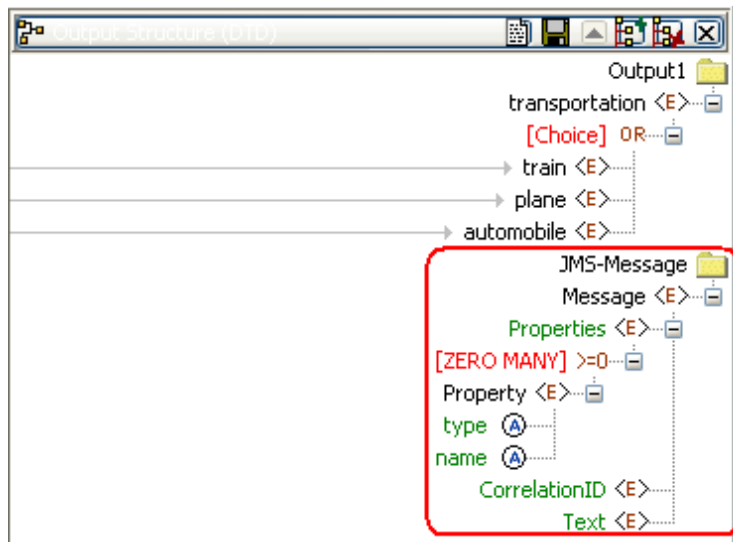 Output Structure (DTD)
Output1
transportation <E>
[Choice] OR
train <E>
plane <E>
automobile <E>
JMS-Message
Message <E>
Properties <E>
[ZERO MANY] >=0
Property <E>
type A
name A
CorrelationID <E>
Text <E>